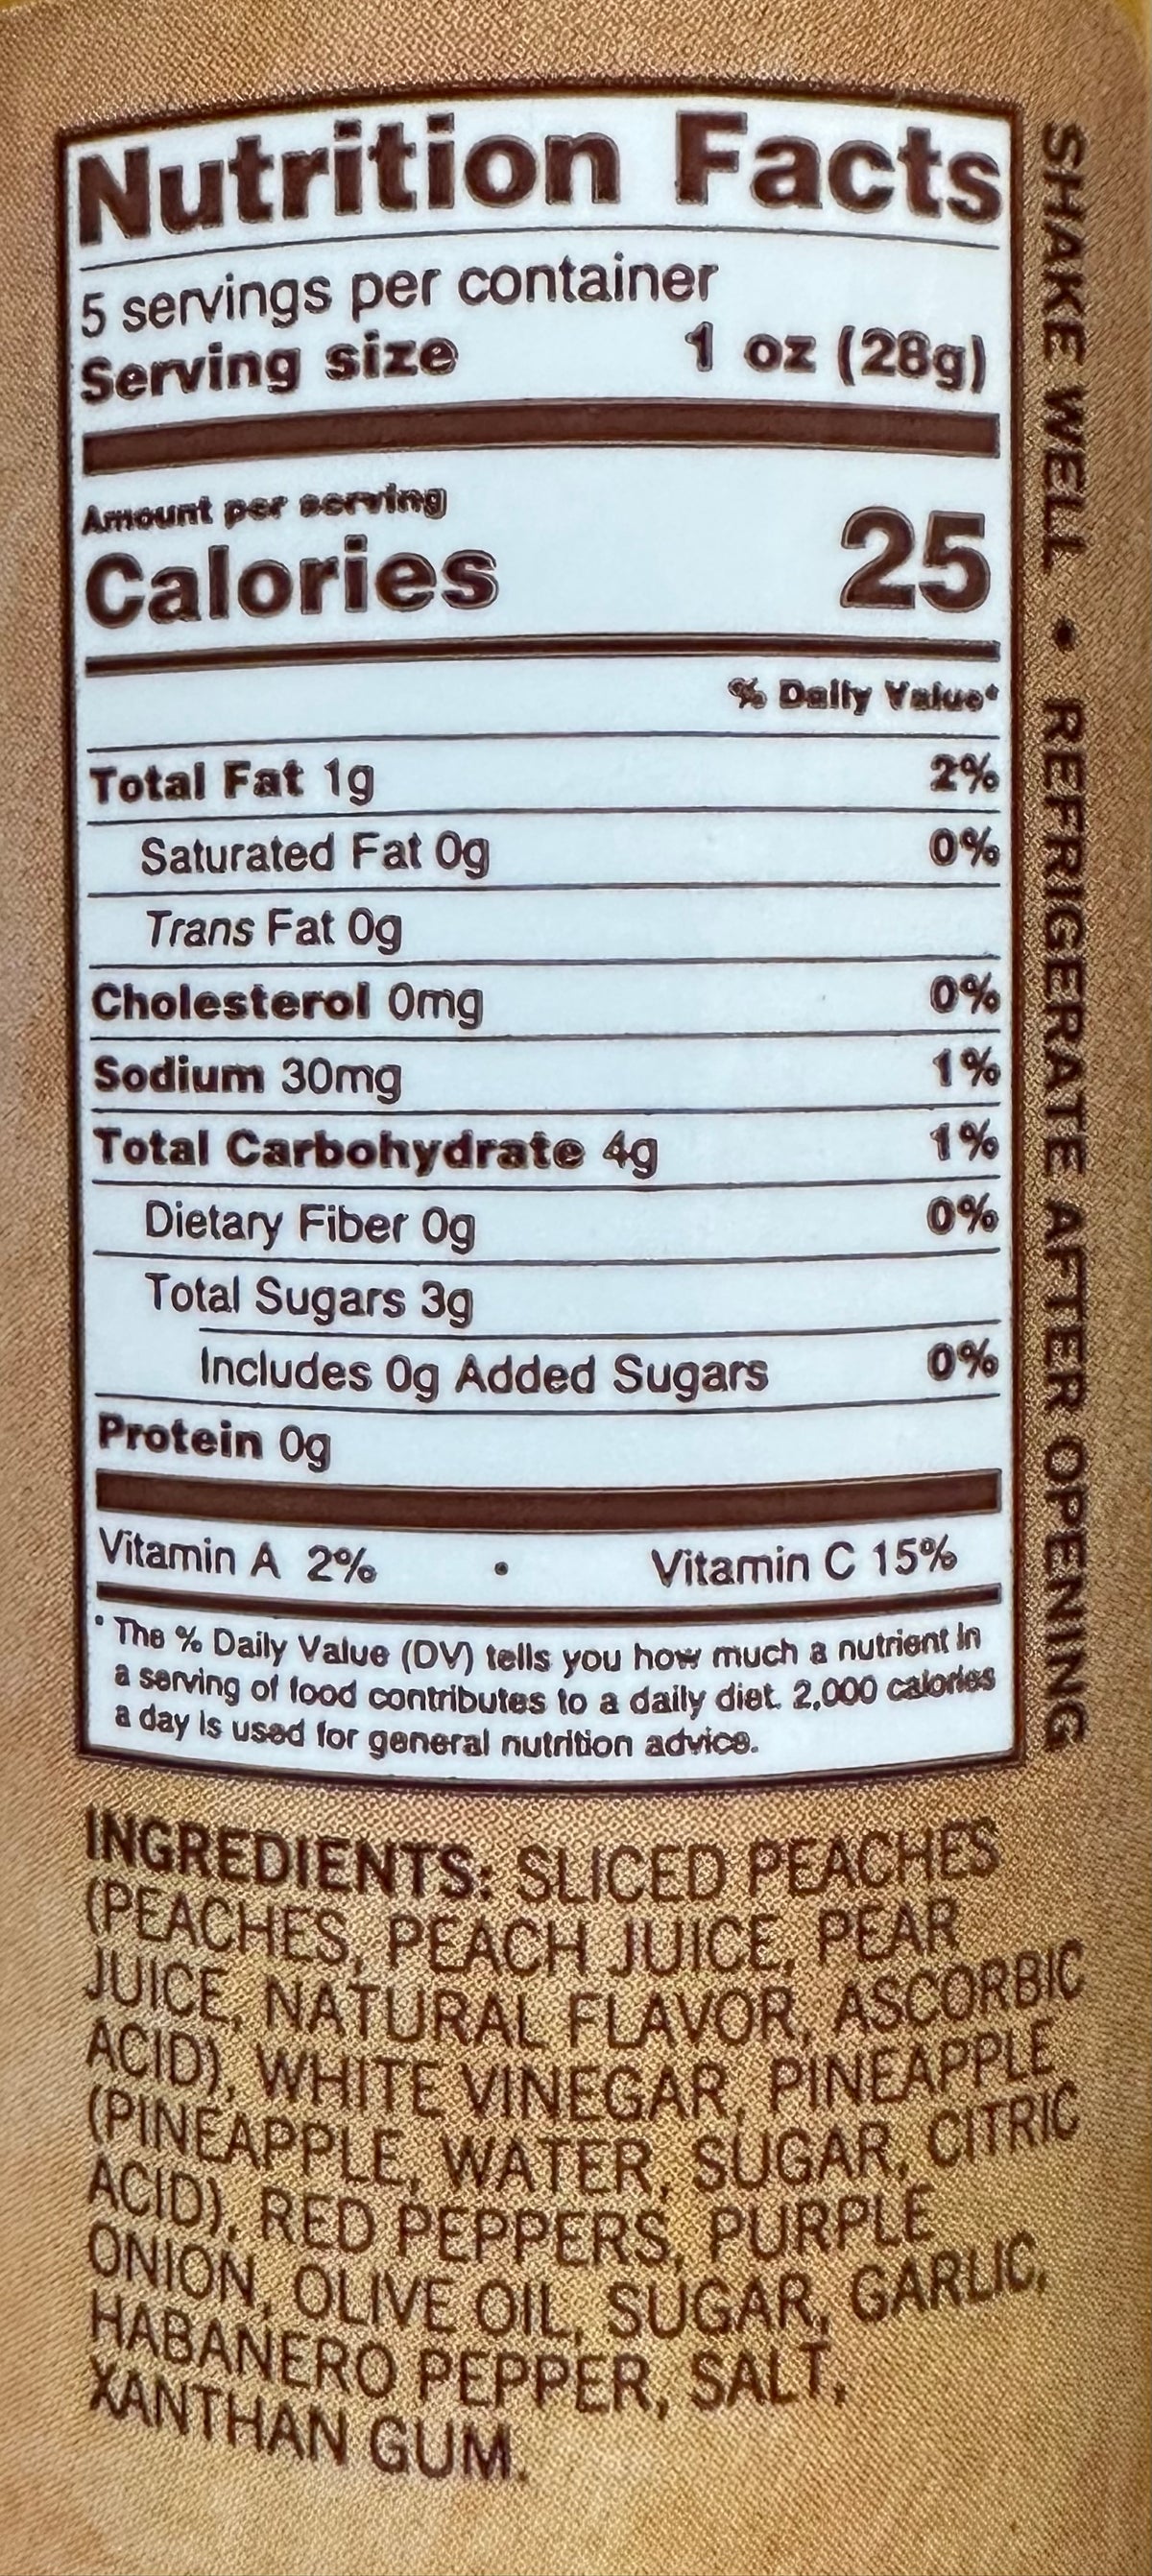 Nutrition Facts
5 servings per container
Serving size 1 oz (28g)
Amount per serving
Calories 25
% Daily Value*
Total Fat 1g 2%
Saturated Fat 0g 0%
Trans Fat 0g
Cholesterol 0mg 0%
Sodium 30mg 1%
Total Carbohydrate 4g 1%
Dietary Fiber 0g 0%
Total Sugars 3g
Includes 0g Added Sugars 0%
Protein 0g
Vitamin A 2% • Vitamin C 15%
* The % Daily Value (DV) tells you how much a nutrient in
a serving of food contributes to a daily diet. 2,000 calories
a day is used for general nutrition advice.
SHAKE WELL • REFRIGERATE AFTER OPENING
INGREDIENTS: SLICED PEACHES
(PEACHES, PEACH JUICE, PEAR
JUICE, NATURAL FLAVOR, ASCORBIC
ACID), WHITE VINEGAR, PINEAPPLE
(PINEAPPLE, WATER, SUGAR, CITRIC
ACID), RED PEPPERS, PURPLE
ONION, OLIVE OIL, SUGAR, GARLIC,
HABANERO PEPPER, SALT,
XANTHAN GUM.